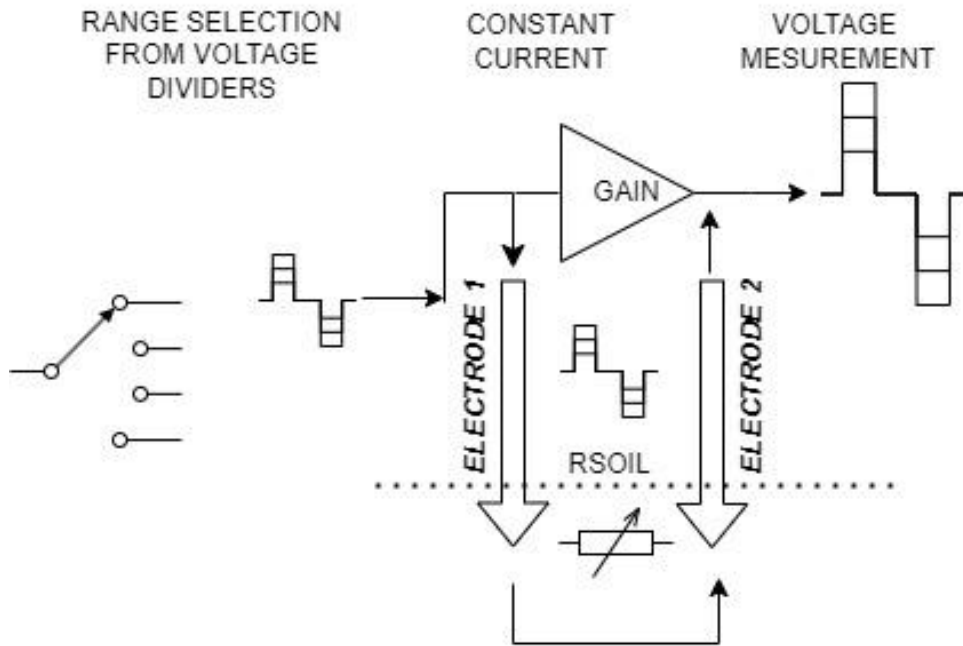 RANGE SELECTION
FROM VOLTAGE
DIVIDERS
CONSTANT
CURRENT
VOLTAGE
MESUREMENT
GAIN
ELECTRODE 1
ELECTRODE 2
RSOIL